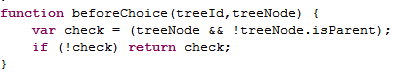 function beforeChoice(treeId,treeNode) {
    var check = (treeNode && !treeNode.isParent);
    if (!check) return check;
}